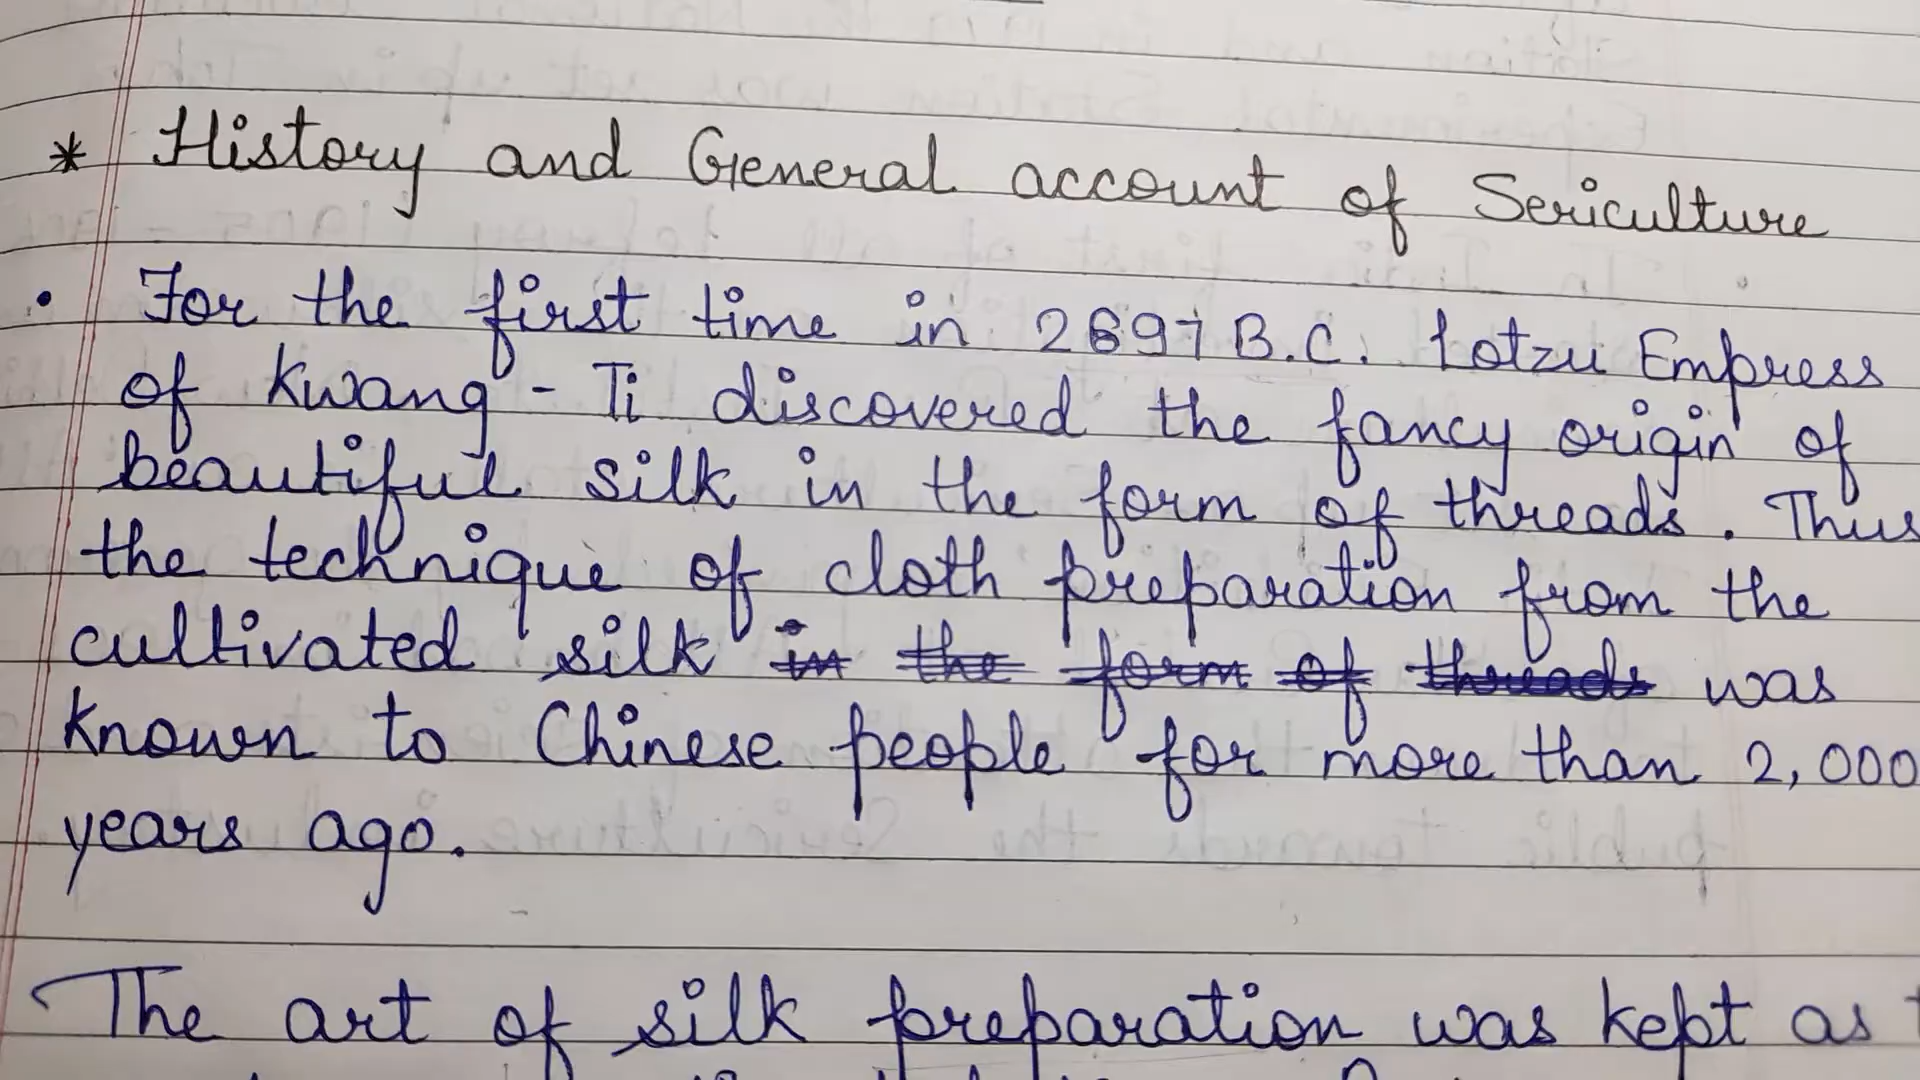 * History and General account of Sericulture
• For the first time in 2697 B.C. Lotzu Empress
of Kwang - Ti discovered the fancy origin of
beautiful silk in the form of threads. Thus
the technique of cloth preparation from the
cultivated silk in the form of threads was
known to Chinese people for more than 2,000
years ago.
The art of silk preparation was kept as